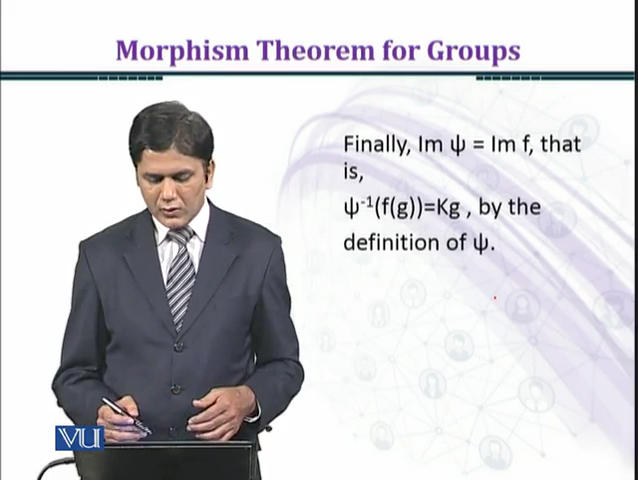 Morphism Theorem for Groups
Finally, Im ψ = Im f, that
is,
ψ⁻¹(f(g))=Kg , by the
definition of ψ.
VU